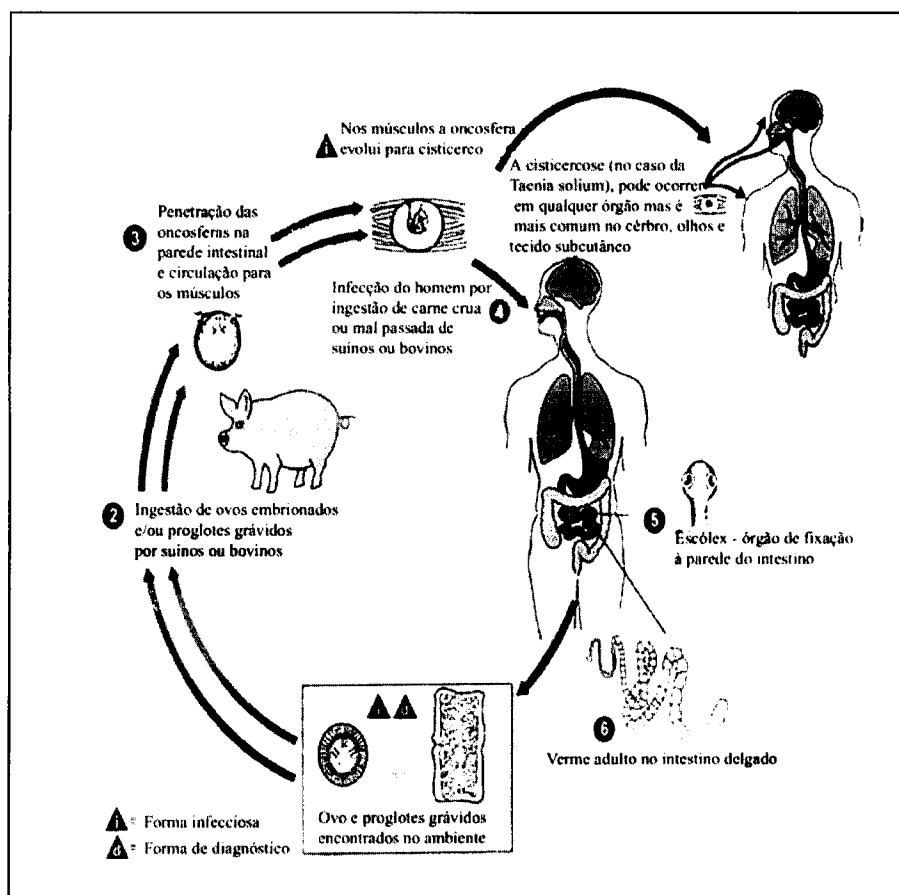 Nos músculos a oncosfera
i evolui para cisticerco
A cisticercose (no caso da
Taenia solium), pode ocorrer
em qualquer órgão mas é
mais comum no cérbro, olhos e
tecido subcutâneo
3 Penetração das
oncosferas na
parede intestinal
e circulação para
os músculos
Infecção do homem por
ingestão de carne crua 4
ou mal passada de
suínos ou bovinos
2 Ingestão de ovos embrionados
e/ou proglotes grávidos
por suínos ou bovinos
5
Escólex - órgão de fixação
à parede do intestino
6
Verme adulto no intestino delgado
i d
Ovo e proglotes grávidos
encontrados no ambiente
i = Forma infecciosa
d = Forma de diagnóstico